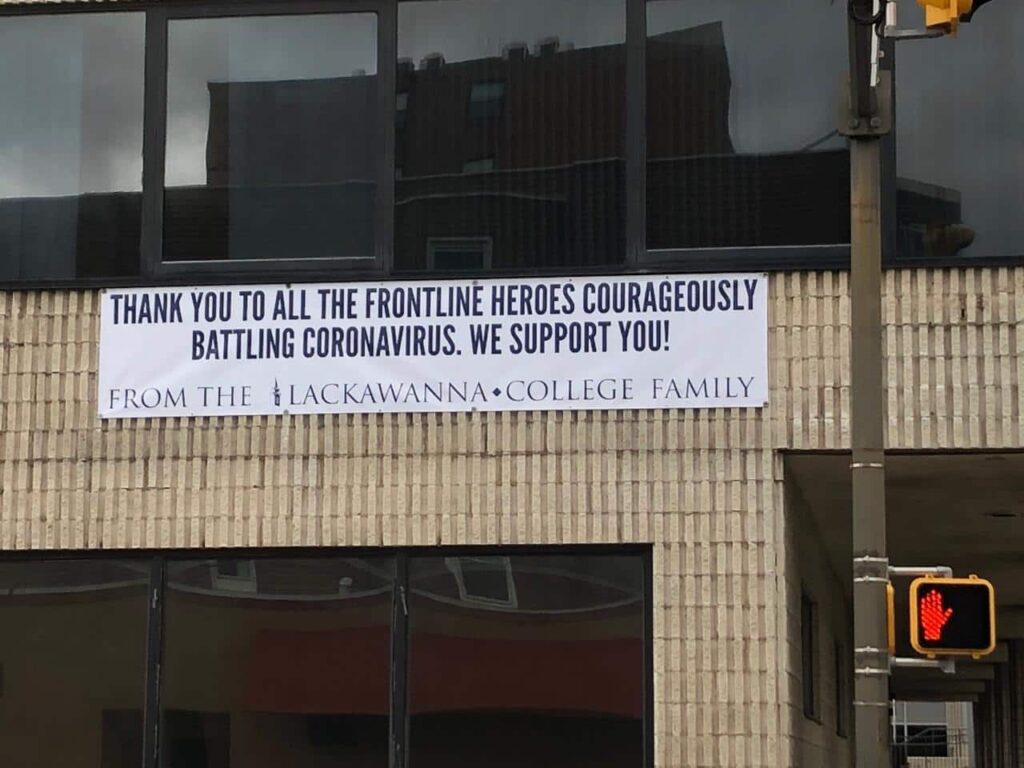 THANK YOU TO ALL THE FRONTLINE HEROES COURAGEOUSLY
BATTLING CORONAVIRUS. WE SUPPORT YOU!
FROM THE LACKAWANNA◆COLLEGE FAMILY